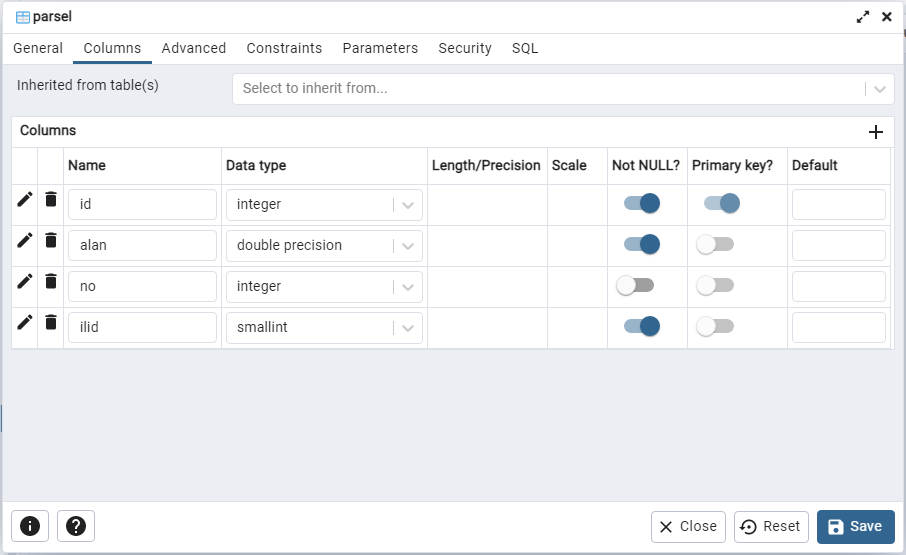 parsel
General Columns Advanced Constraints Parameters Security SQL
Inherited from table(s) Select to inherit from...
Columns
Name Data type Length/Precision Scale Not NULL? Primary key? Default
id integer
alan double precision
no integer
ilid smallint
Close Reset Save